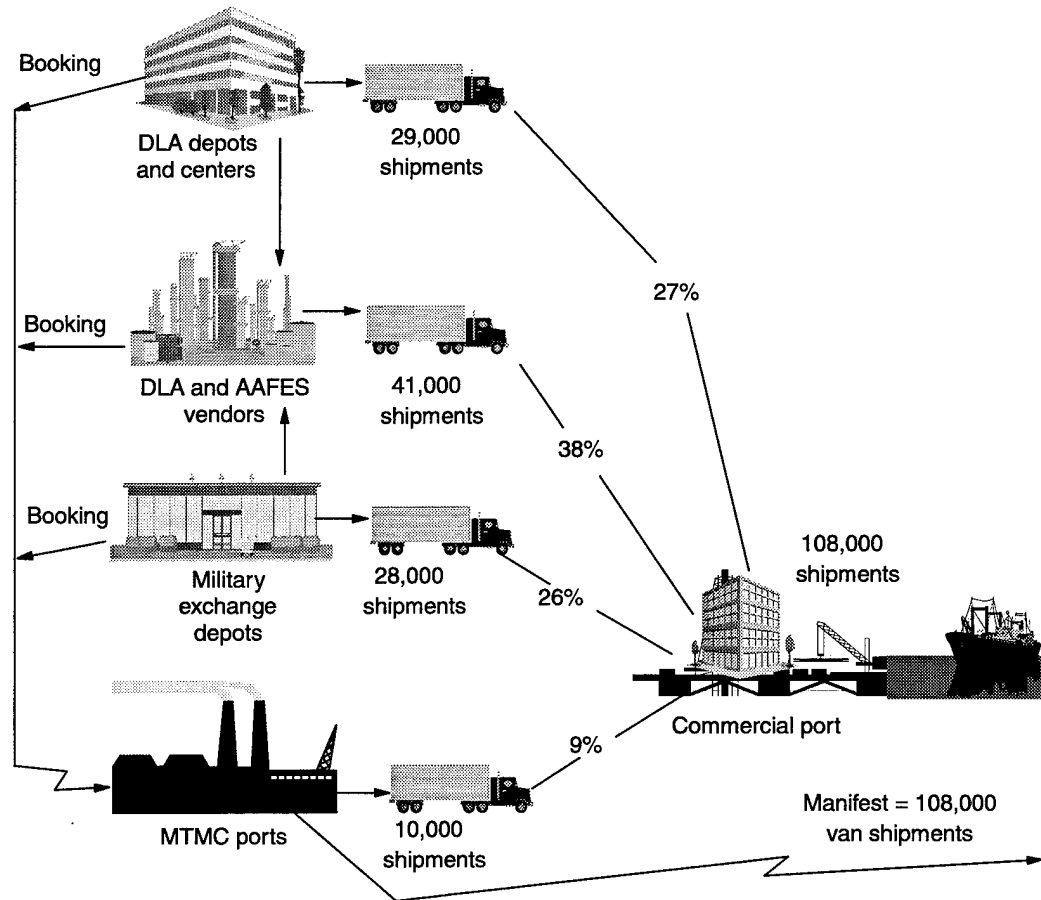 Booking
DLA depots
and centers
29,000
shipments
27%
Booking
DLA and AAFES
vendors
41,000
shipments
38%
Booking
Military
exchange
depots
28,000
shipments
26%
108,000
shipments
Commercial port
9%
MTMC ports
10,000
shipments
Manifest = 108,000
van shipments